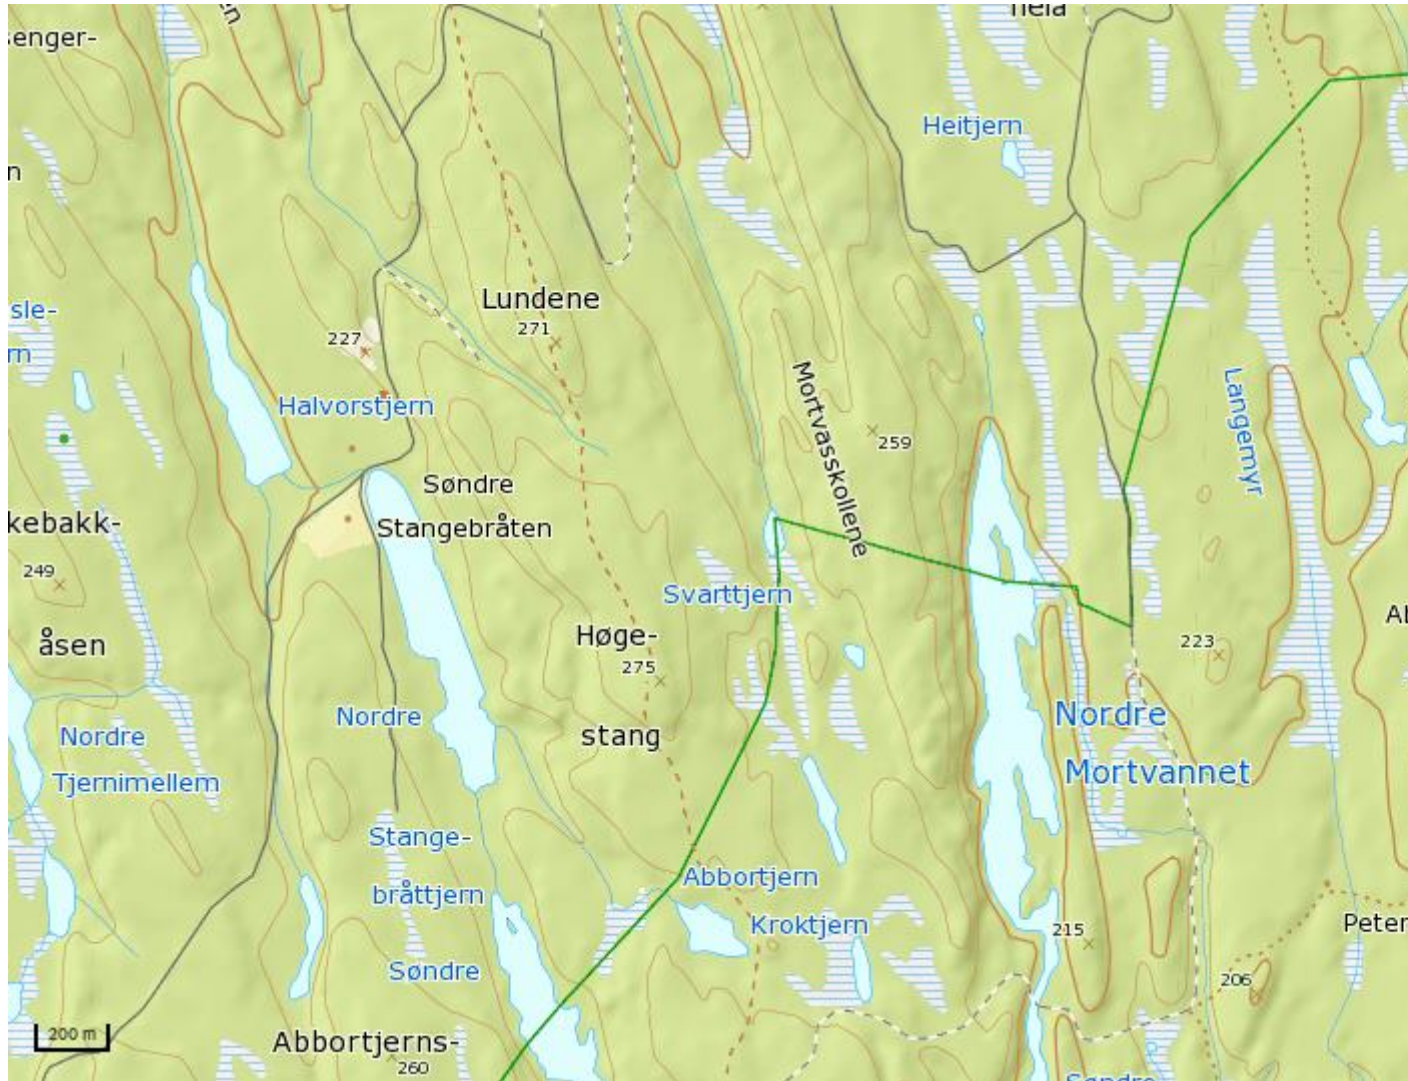 senger-
Heitjern
Lundene
271
227
sle-
Halvorstjern
Mortvasskollene
259
Langemyr
Søndre
Stangebråten
kebakk-
249
åsen
Svarttjern
Høge-
275
stang
223
Nordre
Tjernimellem
Nordre
Nordre
Mortvannet
Stange-
bråttjern
Abbortjern
Kroktjern
215
Peter
Søndre
206
200 m
Abbortjerns-
260
Søndre